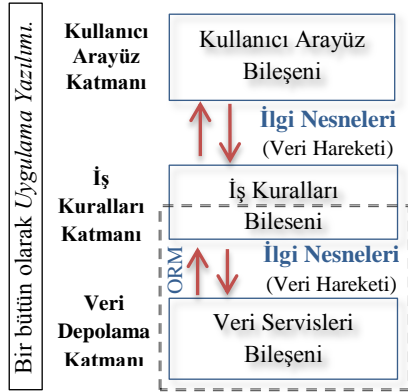 Bir bütün olarak Uygulama Yazılımı.
Kullanıcı
Arayüz
Katmanı
Kullanıcı Arayüz
Bileşeni
İlgi Nesneleri
(Veri Hareketi)
İş
Kuralları
Katmanı
İş Kuralları
Bileseni
ORM
İlgi Nesneleri
(Veri Hareketi)
Veri
Depolama
Katmanı
Veri Servisleri
Bileşeni